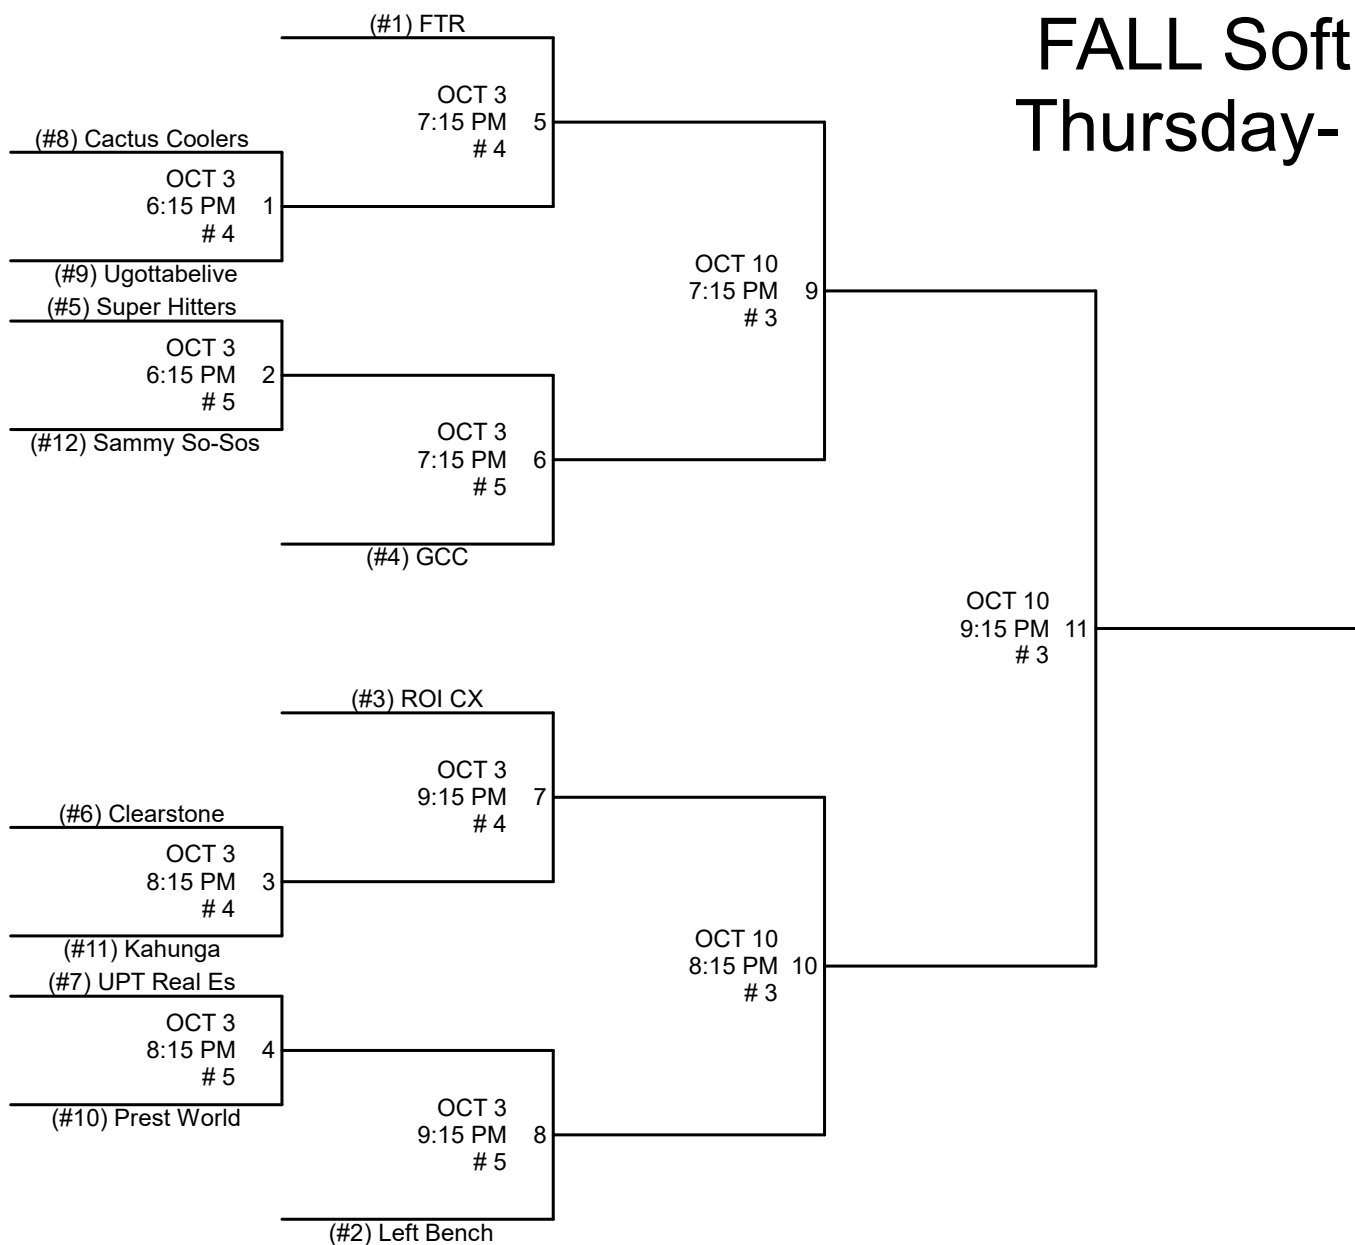 FALL Soft
Thursday-
(#1) FTR
OCT 3
7:15 PM 5
# 4
(#8) Cactus Coolers
OCT 3
6:15 PM 1
# 4
(#9) Ugottabelive
(#5) Super Hitters
OCT 3
6:15 PM 2
# 5
(#12) Sammy So-Sos
OCT 3
7:15 PM 6
# 5
(#4) GCC
OCT 10
7:15 PM 9
# 3
OCT 10
9:15 PM 11
# 3
(#3) ROI CX
OCT 3
9:15 PM 7
# 4
(#6) Clearstone
OCT 3
8:15 PM 3
# 4
(#11) Kahunga
(#7) UPT Real Es
OCT 3
8:15 PM 4
# 5
(#10) Prest World
OCT 3
9:15 PM 8
# 5
(#2) Left Bench
OCT 10
8:15 PM 10
# 3